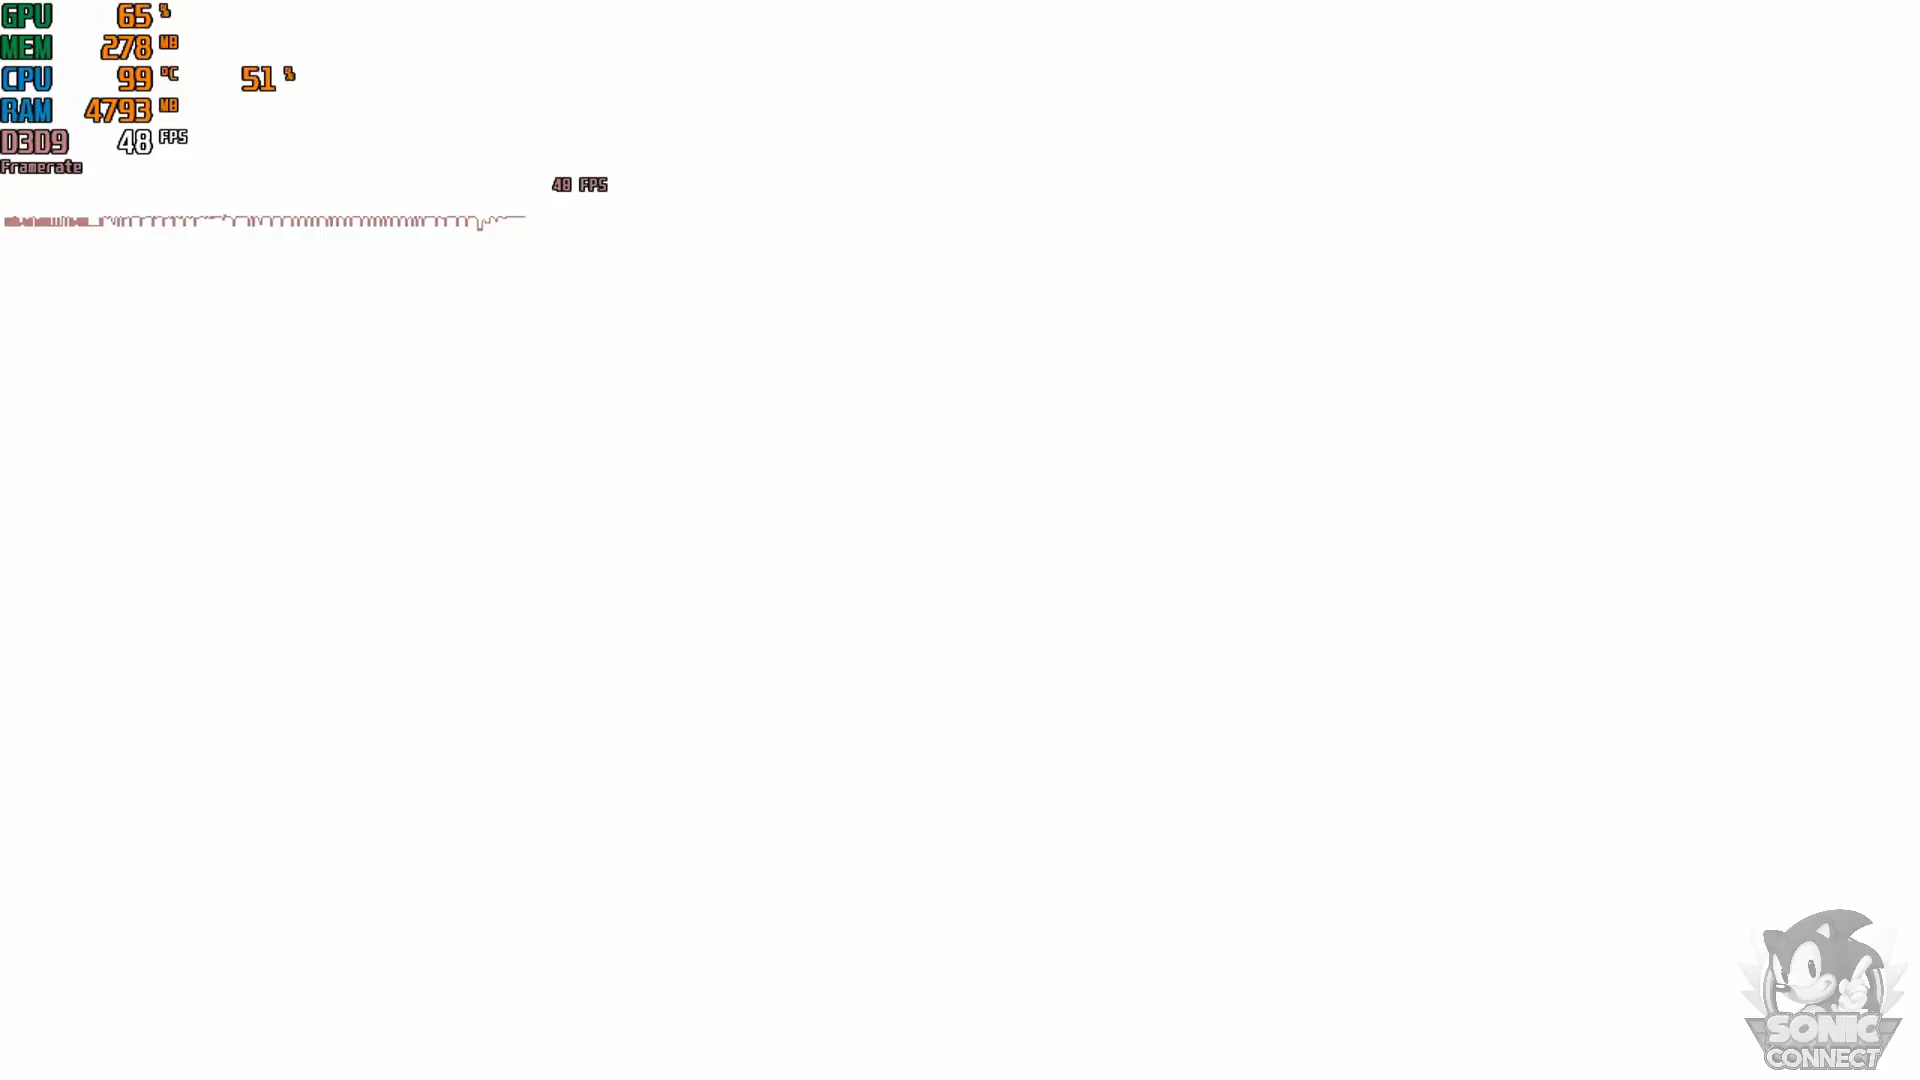 GPU 65 %
MEM 278 MB
CPU 99 °C 51 %
RAM 4793 MB
D3D9 48 FPS
Framerate
48 FPS
SONIC
CONNECT